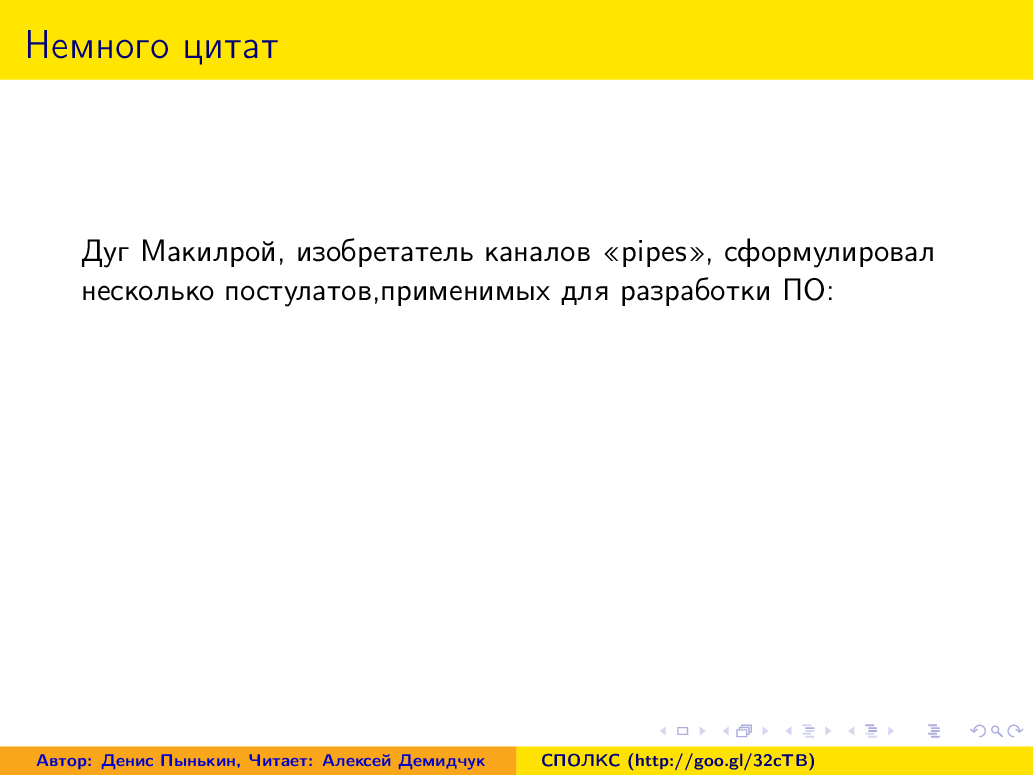 Немного цитат
Дуг Макилрой, изобретатель каналов «pipes», сформулировал
несколько постулатов,применимых для разработки ПО:
Автор: Денис Пынькин, Читает: Алексей Демидчук
СПОЛКС (http://goo.gl/32cTB)